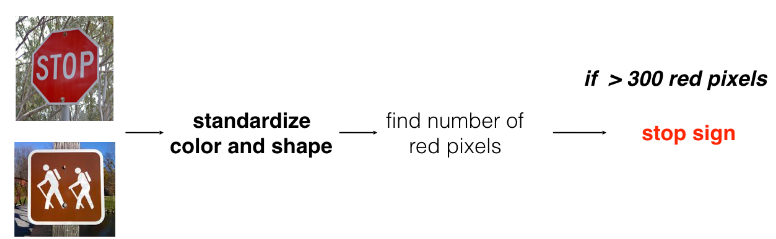 STOP
standardize
color and shape
find number of
red pixels
if > 300 red pixels
stop sign